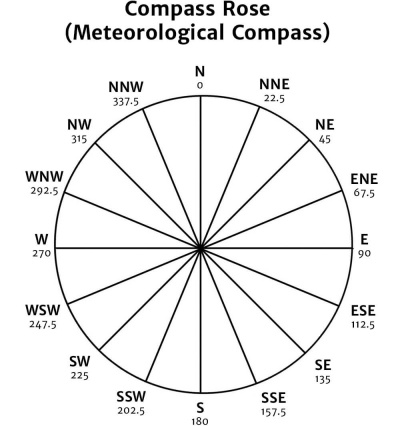 Compass Rose
(Meteorological Compass)
N
0
NNE
22.5
NE
45
ENE
67.5
E
90
ESE
112.5
SE
135
SSE
157.5
S
180
SSW
202.5
SW
225
WSW
247.5
W
270
WNW
292.5
NW
315
NNW
337.5